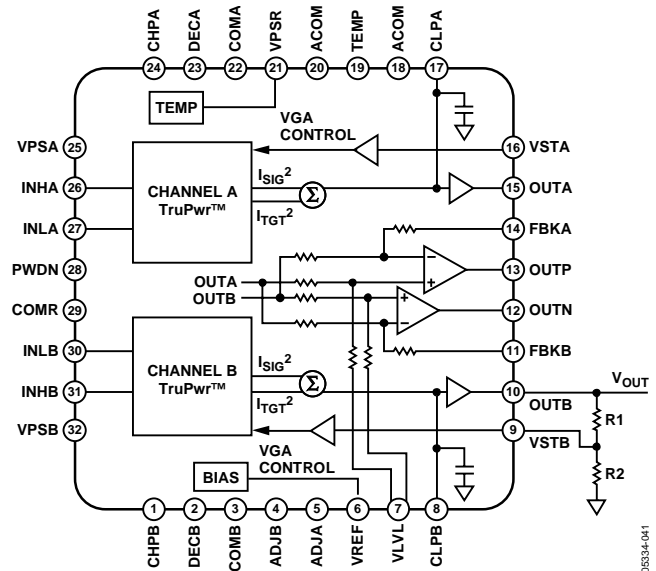 CHPA
DECA
COMA
VPSR
ACOM
TEMP
ACOM
CLPA
24
23
22
21
20
19
18
17
TEMP
VGA
CONTROL
VPSA 25
16 VSTA
INHA 26
CHANNEL A
TruPwr™
ISIG2
Σ
15 OUTA
INLA 27
ITGT2
14 FBKA
PWDN 28
OUTA
OUTB
−
+
13 OUTP
COMR 29
+
−
12 OUTN
INLB 30
CHANNEL B
TruPwr™
ISIG2
Σ
11 FBKB
INHB 31
ITGT2
10 OUTB
VOUT
R1
VPSB 32
VGA
CONTROL
9 VSTB
R2
BIAS
1
2
3
4
5
6
7
8
CHPB
DECB
COMB
ADJB
ADJA
VREF
VLVL
CLPB
05334-041